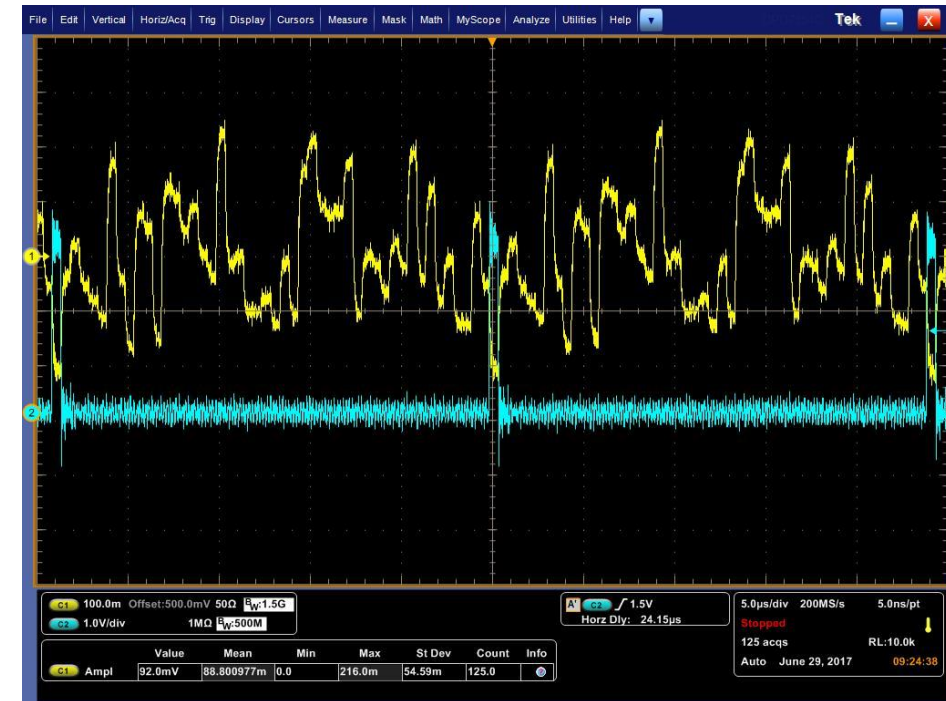 File Edit Vertical Horiz/Acq Trig Display Cursors Measure Mask Math MyScope Analyze Utilities Help Tek X
1
2
C1 100.0m Offset:500.0mV 50Ω BW:1.5G
C2 1.0V/div 1MΩ BW:500M
A' C2 1.5V
Horz Dly: 24.15µs
5.0µs/div 200MS/s 5.0ns/pt
Stopped
125 acqs RL:10.0k
Auto June 29, 2017 09:24:38
Value Mean Min Max St Dev Count Info
C1 Ampl 92.0mV 88.800977m 0.0 216.0m 54.59m 125.0